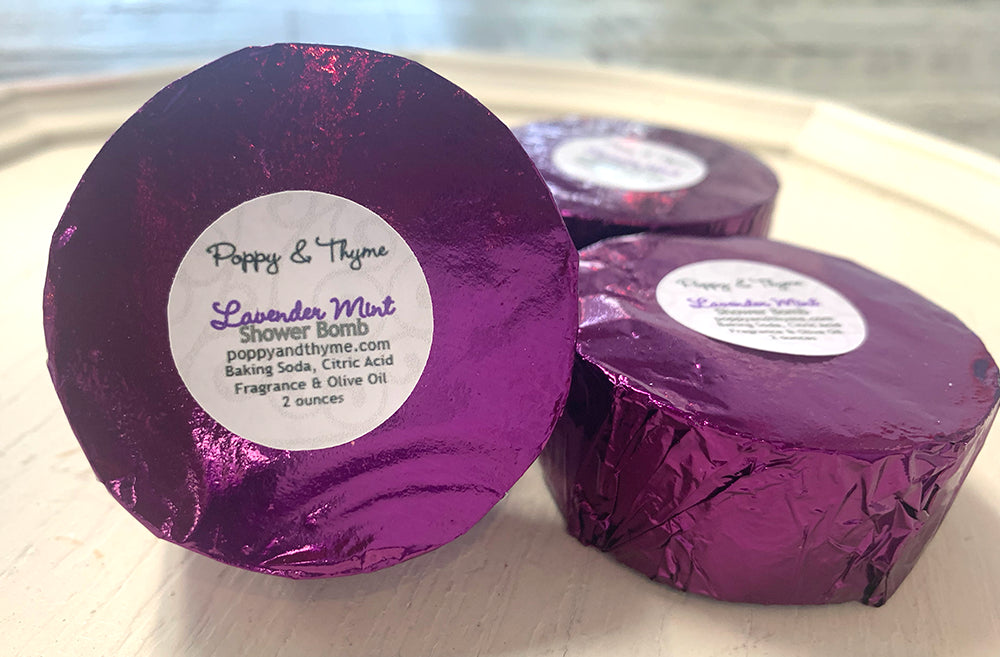 Poppy & Thyme
Lavender Mint
Shower Bomb
poppyandthyme.com
Baking Soda, Citric Acid
Fragrance & Olive Oil
2 ounces
Poppy & Thyme
Lavender Mint
Shower Bomb
poppyandthyme.com
Baking Soda, Citric Acid
Fragrance & Olive Oil
2 ounces